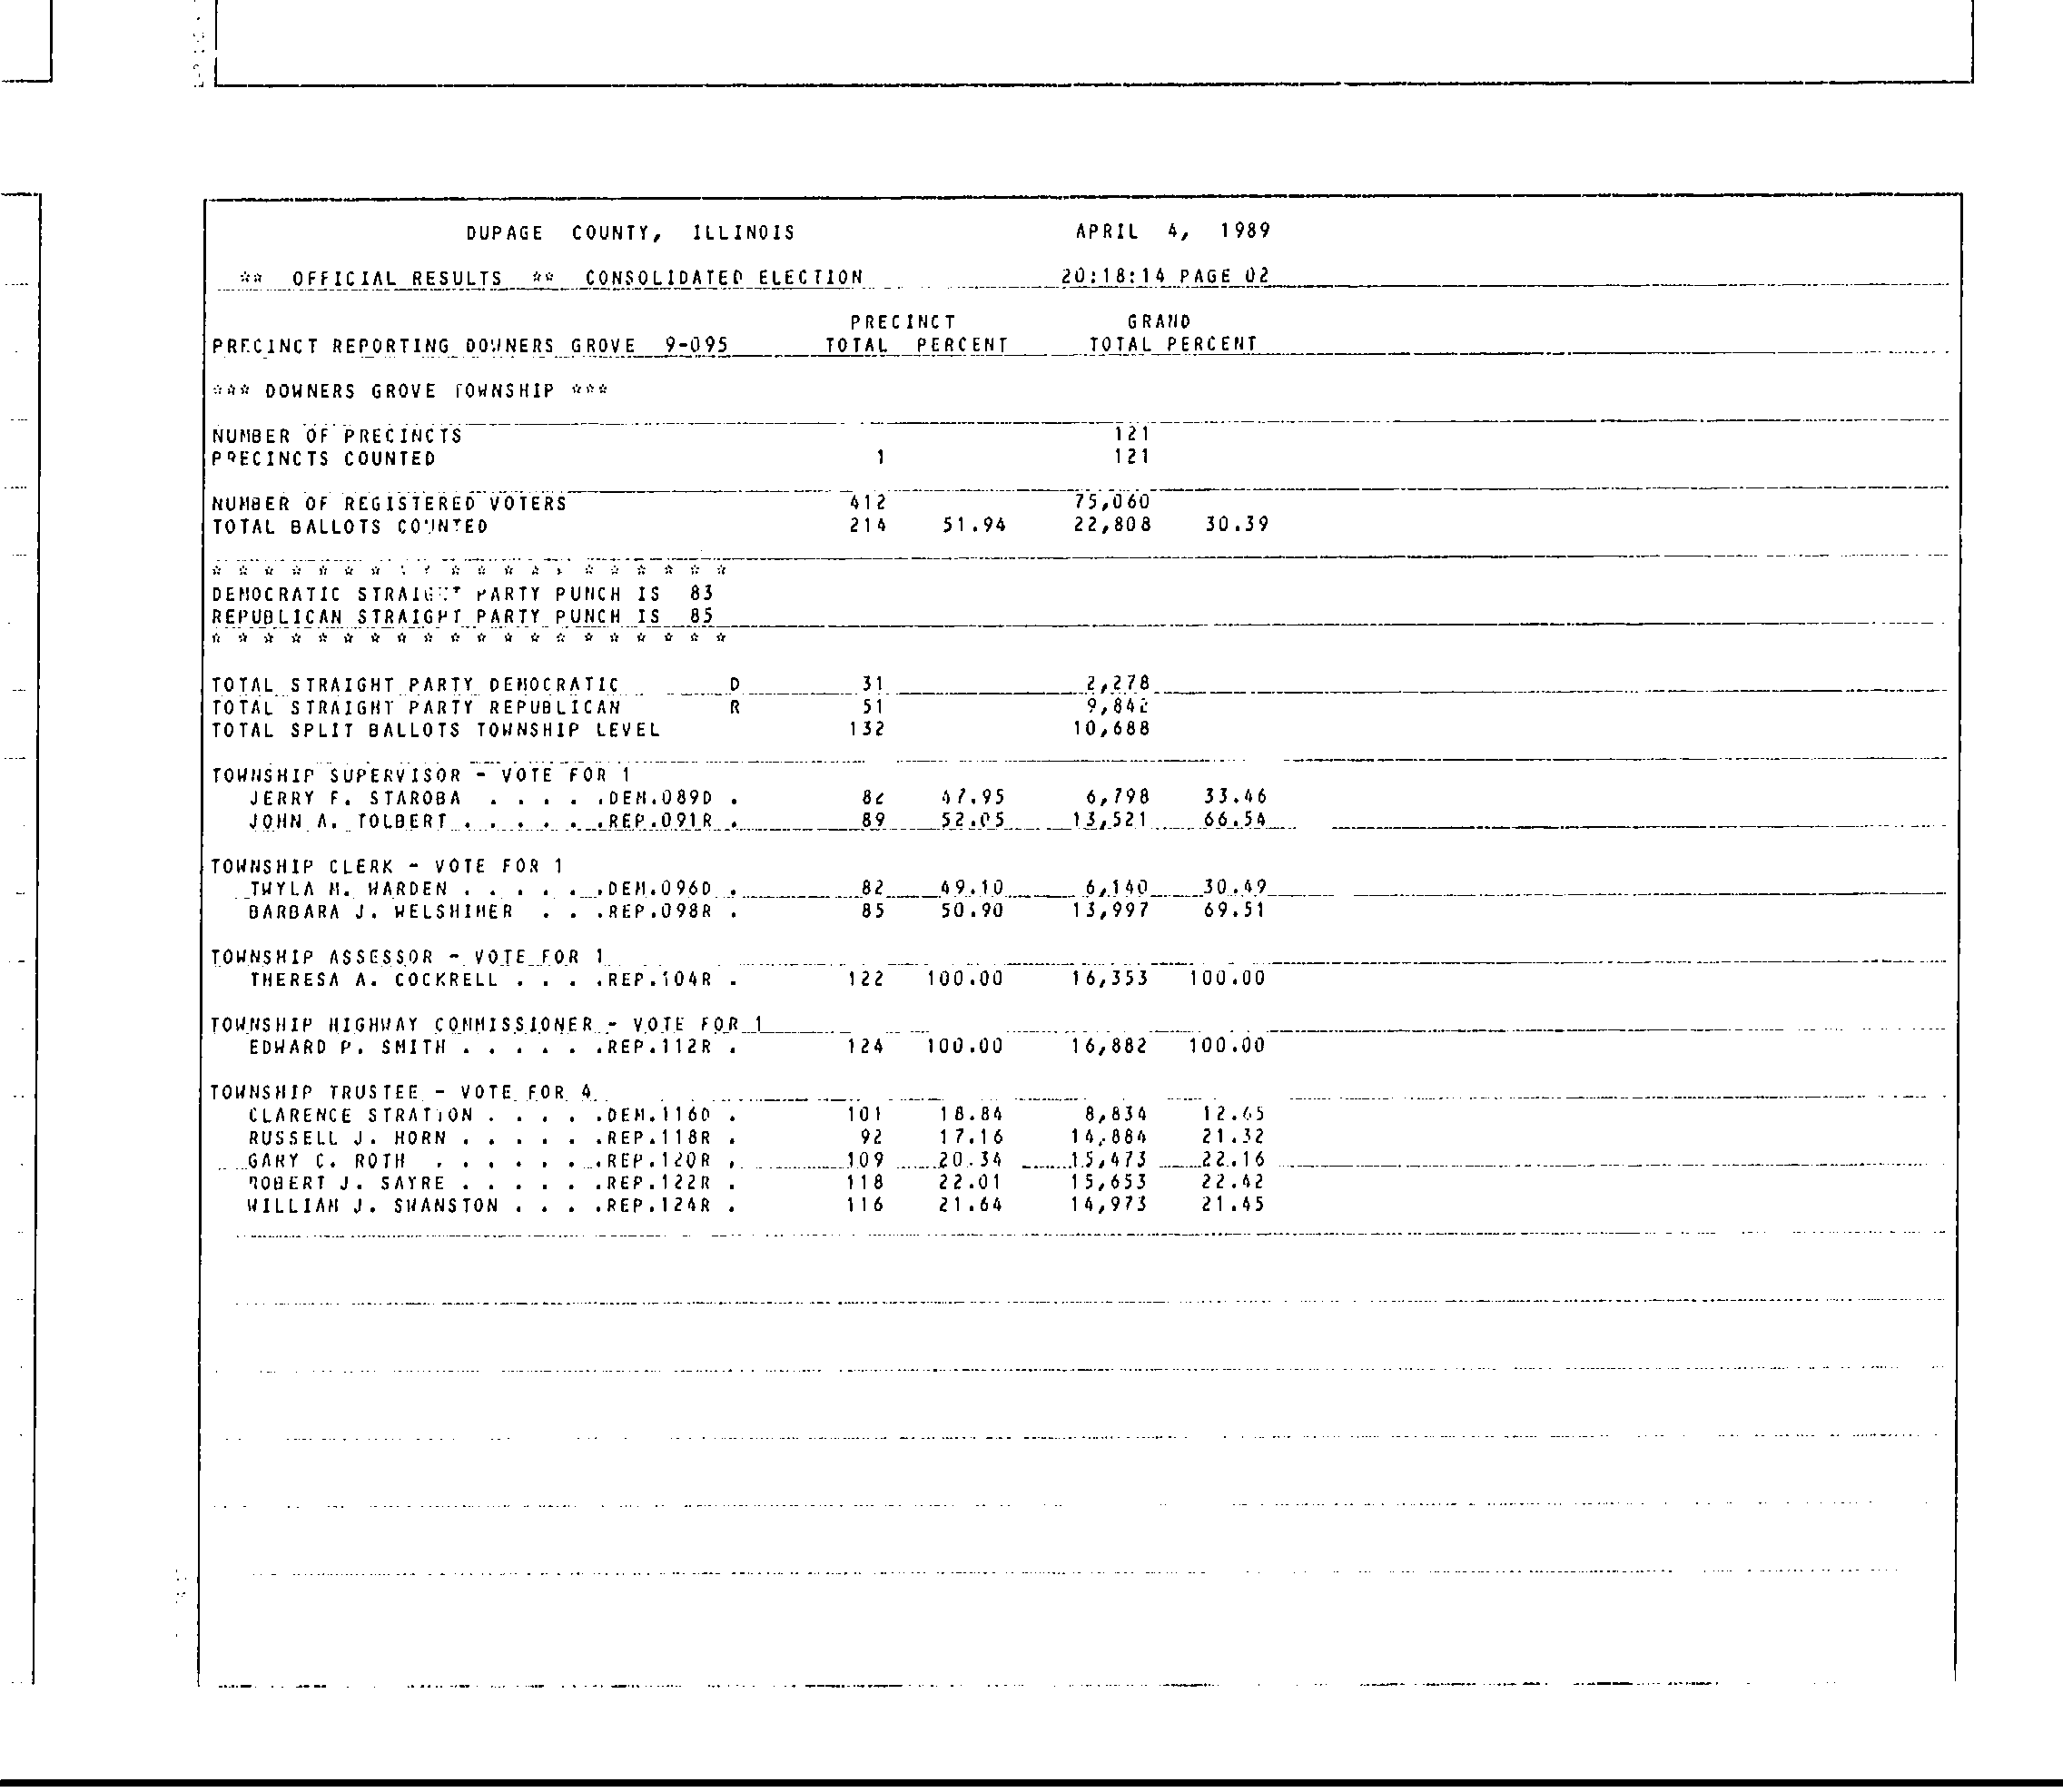 DUPAGE COUNTY, ILLINOIS APRIL 4, 1989
** OFFICIAL RESULTS ** CONSOLIDATED ELECTION 20:18:14 PAGE 02
PRECINCT GRAND
PRECINCT REPORTING DOWNERS GROVE 9-095 TOTAL PERCENT TOTAL PERCENT
*** DOWNERS GROVE TOWNSHIP ***
NUMBER OF PRECINCTS 121
PRECINCTS COUNTED 1 121
NUMBER OF REGISTERED VOTERS 412 75,060
TOTAL BALLOTS COUNTED 214 51.94 22,808 30.39
* * * * * * * * * * * * * * * * * * * *
DEMOCRATIC STRAIGHT PARTY PUNCH IS 83
REPUBLICAN STRAIGHT PARTY PUNCH IS 85
* * * * * * * * * * * * * * * * * * * *
TOTAL STRAIGHT PARTY DEMOCRATIC D 31 2,278
TOTAL STRAIGHT PARTY REPUBLICAN R 51 9,842
TOTAL SPLIT BALLOTS TOWNSHIP LEVEL 132 10,688
TOWNSHIP SUPERVISOR - VOTE FOR 1
JERRY F. STAROBA . . . . .DEM.089D . 82 47.95 6,798 33.46
JOHN A. TOLBERT . . . . . .REP.091R . 89 52.05 13,521 66.54
TOWNSHIP CLERK - VOTE FOR 1
TWYLA M. WARDEN . . . . . .DEM.096D . 82 49.10 6,140 30.49
BARBARA J. WELSHIMER . . .REP.098R . 85 50.90 13,997 69.51
TOWNSHIP ASSESSOR - VOTE FOR 1
THERESA A. COCKRELL . . . .REP.104R . 122 100.00 16,353 100.00
TOWNSHIP HIGHWAY COMMISSIONER - VOTE FOR 1
EDWARD P. SMITH . . . . . .REP.112R . 124 100.00 16,882 100.00
TOWNSHIP TRUSTEE - VOTE FOR 4
CLARENCE STRATION . . . . .DEM.116D . 101 18.84 8,834 12.65
RUSSELL J. HORN . . . . . .REP.118R . 92 17.16 14,884 21.32
GARY C. ROTH . . . . . . .REP.120R . 109 20.34 15,473 22.16
ROBERT J. SAYRE . . . . . .REP.122R . 118 22.01 15,653 22.42
WILLIAM J. SWANSTON . . . .REP.124R . 116 21.64 14,973 21.45